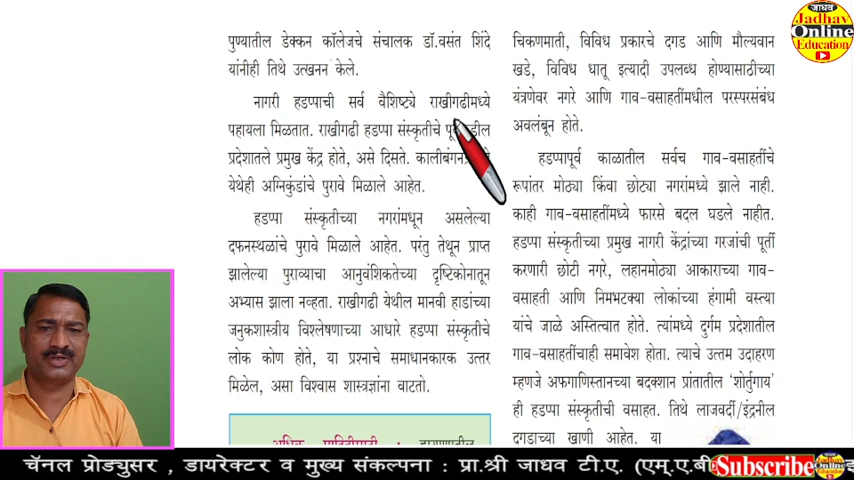 पुण्यातील डेक्कन कॉलेजचे संचालक डॉ.वसंत शिंदे
यांनीही तिथे उत्खनन केले.
नागरी हडप्पाची सर्व वैशिष्ट्ये राखीगढीमध्ये
पहायला मिळतात. राखीगढी हडप्पा संस्कृतीचे
प्रदेशातले प्रमुख केंद्र होते, असे दिसते.
येथेही अग्निकुंडांचे पुरावे मिळाले आहेत.
हडप्पा संस्कृतीच्या नगरांमधून असलेल्या
दफनस्थळांचे पुरावे मिळाले आहेत. परंतु तेथून प्राप्त
झालेल्या पुराव्याचा आनुवंशिकतेच्या दृष्टिकोनातून
अभ्यास झाला नव्हता. राखीगढी येथील मानवी हाडांच्या
जनुकशास्त्रीय विश्लेषणाच्या आधारे हडप्पा संस्कृतीचे
लोक कोण होते, या प्रश्नाचे समाधानकारक उत्तर
मिळेल, असा विश्वास शास्त्रज्ञांना वाटतो.
चिकणमाती, विविध प्रकारचे दगड आणि मौल्यवान
खडे, विविध धातू इत्यादी उपलब्ध होण्यासाठीच्या
यंत्रणेवर नगरे आणि गाव-वसाहतींमधील परस्परसंबंध
अवलंबून होते.
हडप्पापूर्व काळातील सर्वच गाव-वसाहतींचे
रूपांतर मोठ्या किंवा छोट्या नगरांमध्ये झाले नाही.
काही गाव-वसाहतींमध्ये फारसे बदल घडले नाहीत.
हडप्पा संस्कृतीच्या प्रमुख नागरी केंद्रांच्या गरजांची पूर्ती
करणारी छोटी नगरे, लहानमोठ्या आकाराच्या गाव-
वसाहती आणि निमभटक्या लोकांच्या हंगामी वस्त्या
यांचे जाळे अस्तित्वात होते. त्यांमध्ये दुर्गम प्रदेशातील
गाव-वसाहतींचाही समावेश होता. त्याचे उत्तम उदाहरण
म्हणजे अफगाणिस्तानच्या बदक्शान प्रांतातील ‘शोर्तुगाय’
ही हडप्पा संस्कृतीची वसाहत. तिथे लाजवर्दी/इंद्रनील
दगडाच्या खाणी आहेत. या
जाधव
Jadhav
Online
Education
चॅनल प्रोड्युसर , डायरेक्टर व मुख्य संकल्पना : प्रा.श्री जाधव टी.ए. (एम्.ए.बी
Subscribe